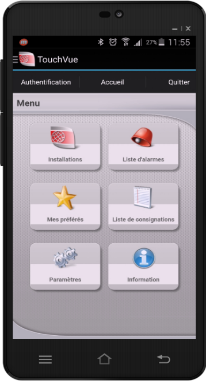 27% 11:55
TouchVue
Authentification Accueil Quitter
Menu
Installations Liste d'alarmes
Mes préférés Liste de consignations
Paramètres Information